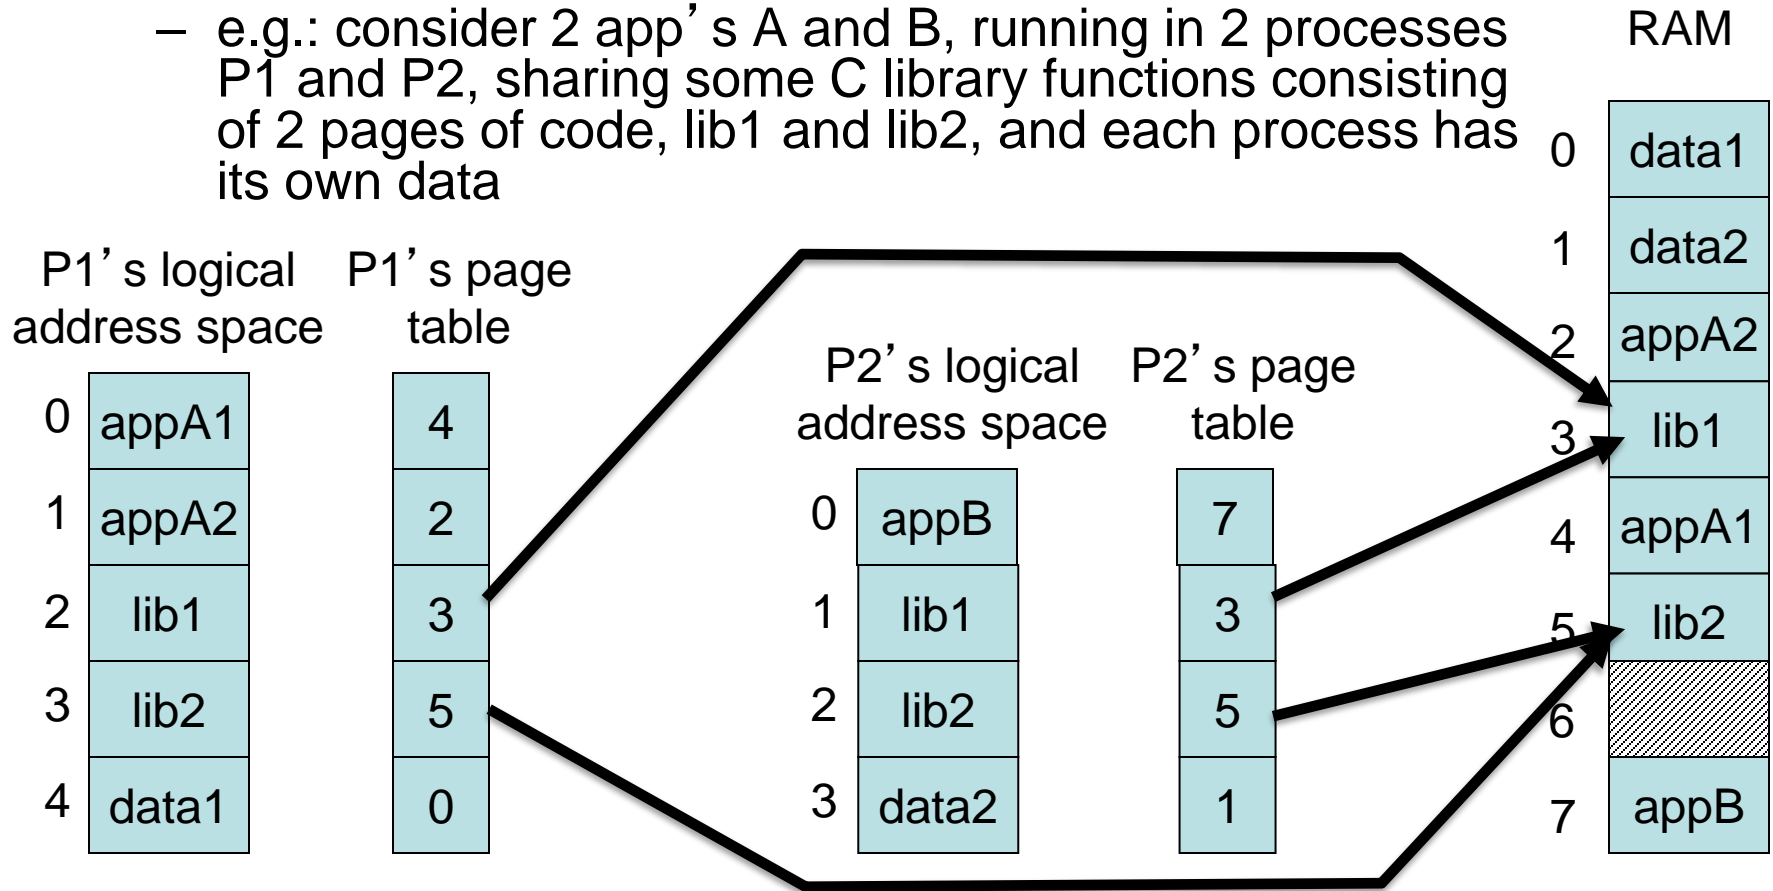 – e.g.: consider 2 app’s A and B, running in 2 processes
P1 and P2, sharing some C library functions consisting
of 2 pages of code, lib1 and lib2, and each process has
its own data
RAM
P1’s logical
address space
0 appA1
1 appA2
2 lib1
3 lib2
4 data1
P1’s page
table
4
2
3
5
0
P2’s logical
address space
0 appB
1 lib1
2 lib2
3 data2
P2’s page
table
7
3
5
1
0 data1
1 data2
2 appA2
3 lib1
4 appA1
5 lib2
6
7 appB